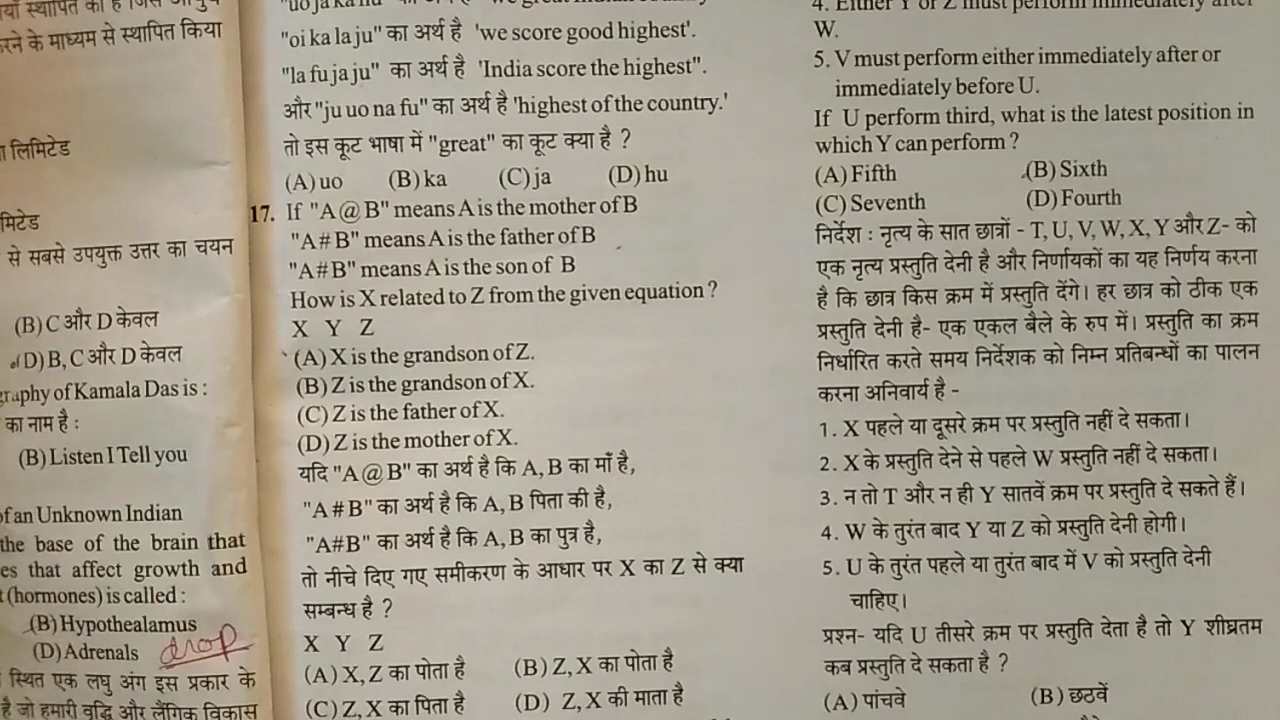 रने के माध्यम से स्थापित किया
लिमिटेड
मिटेड
से सबसे उपयुक्त उत्तर का चयन
(B) C और D केवल
(D) B, C और D केवल
graphy of Kamala Das is :
का नाम है :
(B) Listen I Tell you
of an Unknown Indian
the base of the brain that
es that affect growth and
(hormones) is called :
(B) Hypothealamus
(D) Adrenals drop
स्थित एक लघु अंग इस प्रकार के
है जो हमारी वृद्धि और लैंगिक विकास
"oi ka la ju" का अर्थ है 'we score good highest'.
"la fu ja ju" का अर्थ है 'India score the highest".
और "ju uo na fu" का अर्थ है 'highest of the country.'
तो इस कूट भाषा में "great" का कूट क्या है ?
(A) uo (B) ka (C) ja (D) hu
17. If "A @ B" means A is the mother of B
"A # B" means A is the father of B
"A # B" means A is the son of B
How is X related to Z from the given equation ?
X Y Z
(A) X is the grandson of Z.
(B) Z is the grandson of X.
(C) Z is the father of X.
(D) Z is the mother of X.
यदि "A @ B" का अर्थ है कि A, B का माँ है,
"A # B" का अर्थ है कि A, B पिता की है,
"A # B" का अर्थ है कि A, B का पुत्र है,
तो नीचे दिए गए समीकरण के आधार पर X का Z से क्या
सम्बन्ध है ?
X Y Z
(A) X, Z का पोता है (B) Z, X का पोता है
(C) Z, X का पिता है (D) Z, X की माता है
4. Either Y or Z must perform immediately after
W.
5. V must perform either immediately after or
immediately before U.
If U perform third, what is the latest position in
which Y can perform ?
(A) Fifth (B) Sixth
(C) Seventh (D) Fourth
निर्देश : नृत्य के सात छात्रों - T, U, V, W, X, Y और Z- को
एक नृत्य प्रस्तुति देनी है और निर्णायकों का यह निर्णय करना
है कि छात्र किस क्रम में प्रस्तुति देंगे। हर छात्र को ठीक एक
प्रस्तुति देनी है- एक एकल बैले के रुप में। प्रस्तुति का क्रम
निर्धारित करते समय निर्देशक को निम्न प्रतिबन्धों का पालन
करना अनिवार्य है -
1. X पहले या दूसरे क्रम पर प्रस्तुति नहीं दे सकता।
2. X के प्रस्तुति देने से पहले W प्रस्तुति नहीं दे सकता।
3. न तो T और न ही Y सातवें क्रम पर प्रस्तुति दे सकते हैं।
4. W के तुरंत बाद Y या Z को प्रस्तुति देनी होगी।
5. U के तुरंत पहले या तुरंत बाद में V को प्रस्तुति देनी
चाहिए।
प्रश्न- यदि U तीसरे क्रम पर प्रस्तुति देता है तो Y शीघ्रतम
कब प्रस्तुति दे सकता है ?
(A) पांचवे (B) छठवें